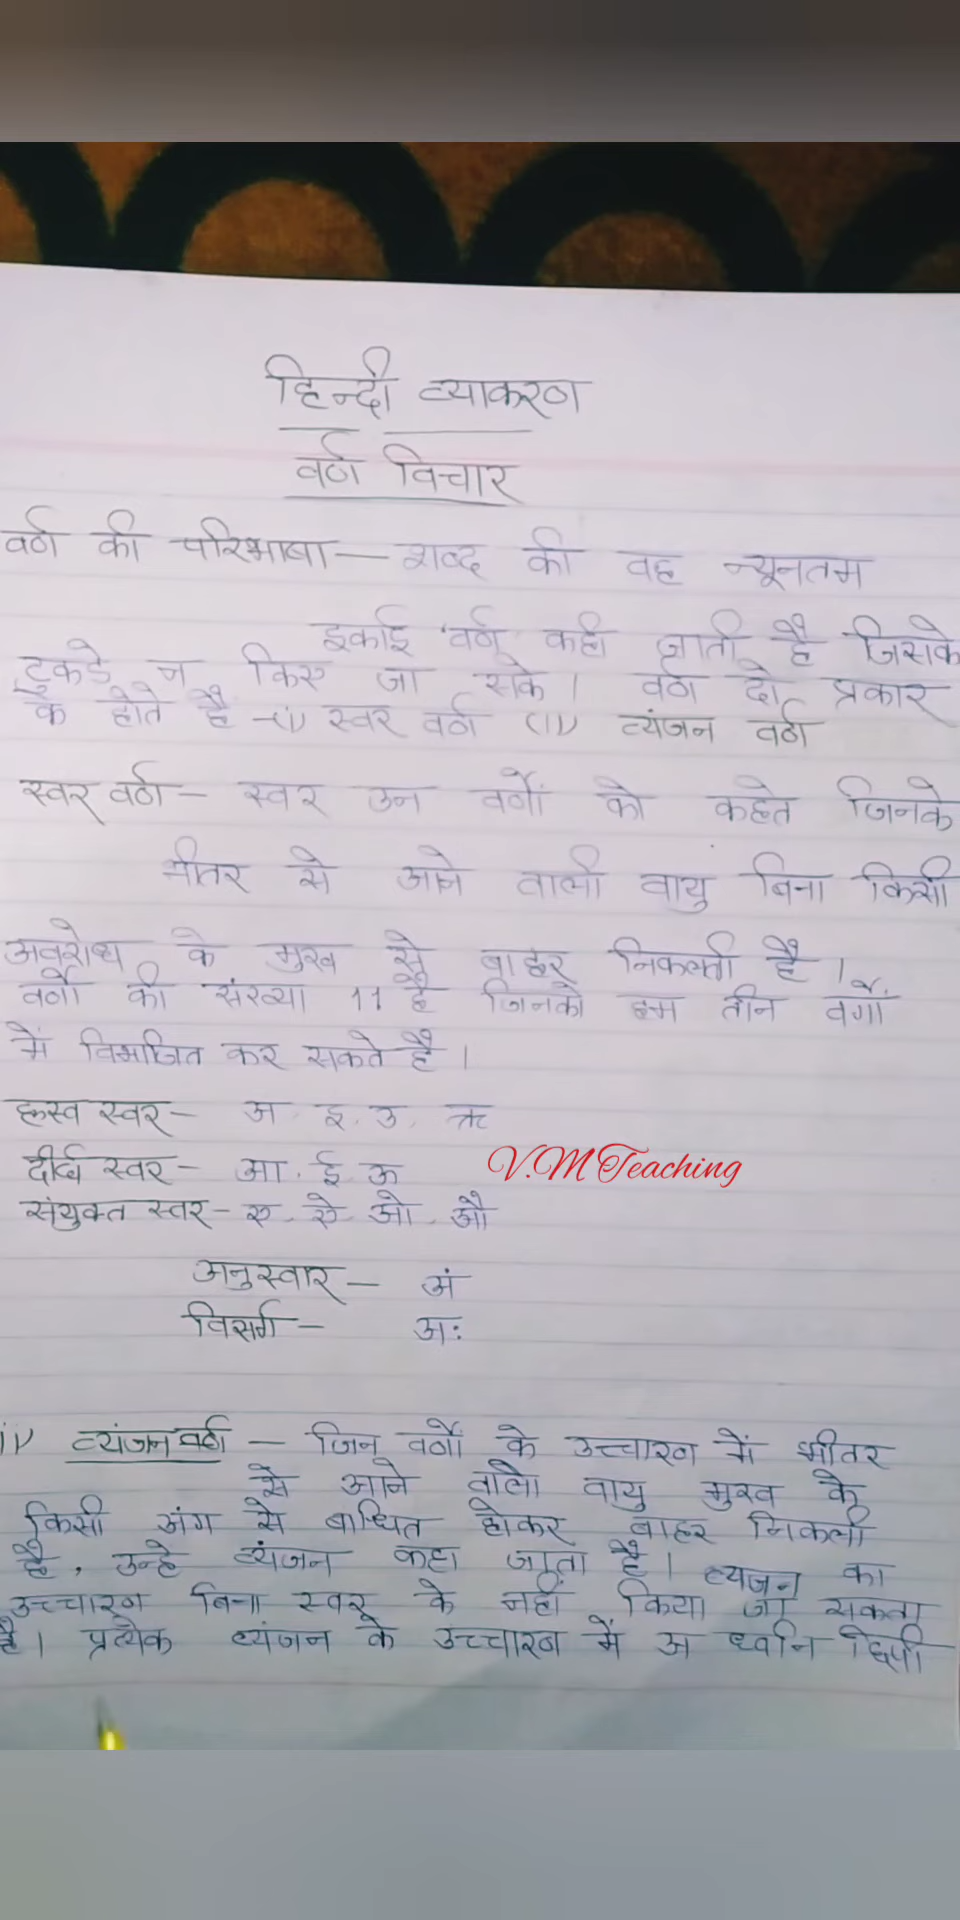 हिन्दी व्याकरण
वर्ण विचार
वर्ण की परिभाषा — शब्द की वह न्यूनतम
इकाई 'वर्ण' कही जाती है जिसके
टुकडे न किए जा सके। वर्ण दो प्रकार
के होते है -(i) स्वर वर्ण (ii) व्यंजन वर्ण
स्वर वर्ण - स्वर उन वर्णों को कहते जिनके
भीतर से आने वाली वायु बिना किसी
अवरोध के मुख से बाहर निकलती है।
वर्णों की संख्या 11 है जिनको हम तीन वर्गों
में विभाजित कर सकते है।
ह्रस्व स्वर - अ, इ, उ, ऋ
दीर्घ स्वर - आ, ई, ऊ
V.M Teaching
संयुक्त स्वर - ए, ऐ, ओ, औ
अनुस्वार - अं
विसर्ग - अः
ii) व्यंजन वर्ण - जिन वर्णों के उच्चारण में भीतर
से आने वाली वायु मुख के
किसी अंग से बाधित होकर बाहर निकली
है, उन्हे व्यंजन कहा जाता है। व्यजन का
उच्चारण बिना स्वर के नहीं किया जा सकता
है। प्रत्येक व्यंजन के उच्चारण में अ ध्वनि छिपी